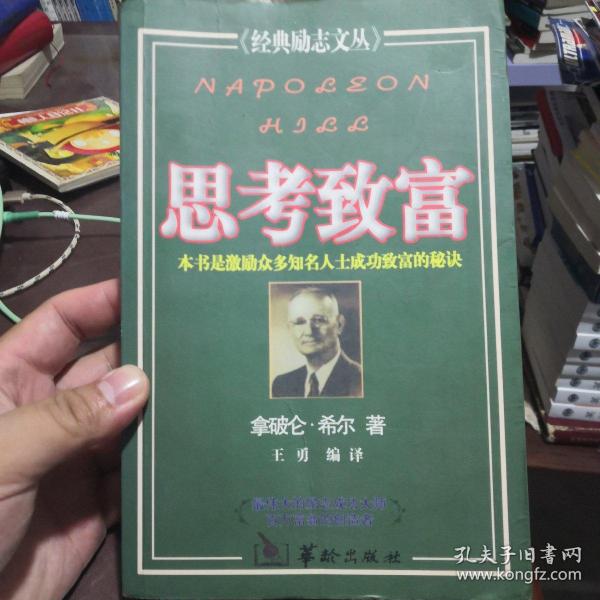 《经典励志文丛》
NAPOLEON
HILL
思考致富
本书是激励众多知名人士成功致富的秘诀
拿破仑·希尔 著
王勇 编译
华龄出版社
孔夫子旧书网
www.kongfz.com